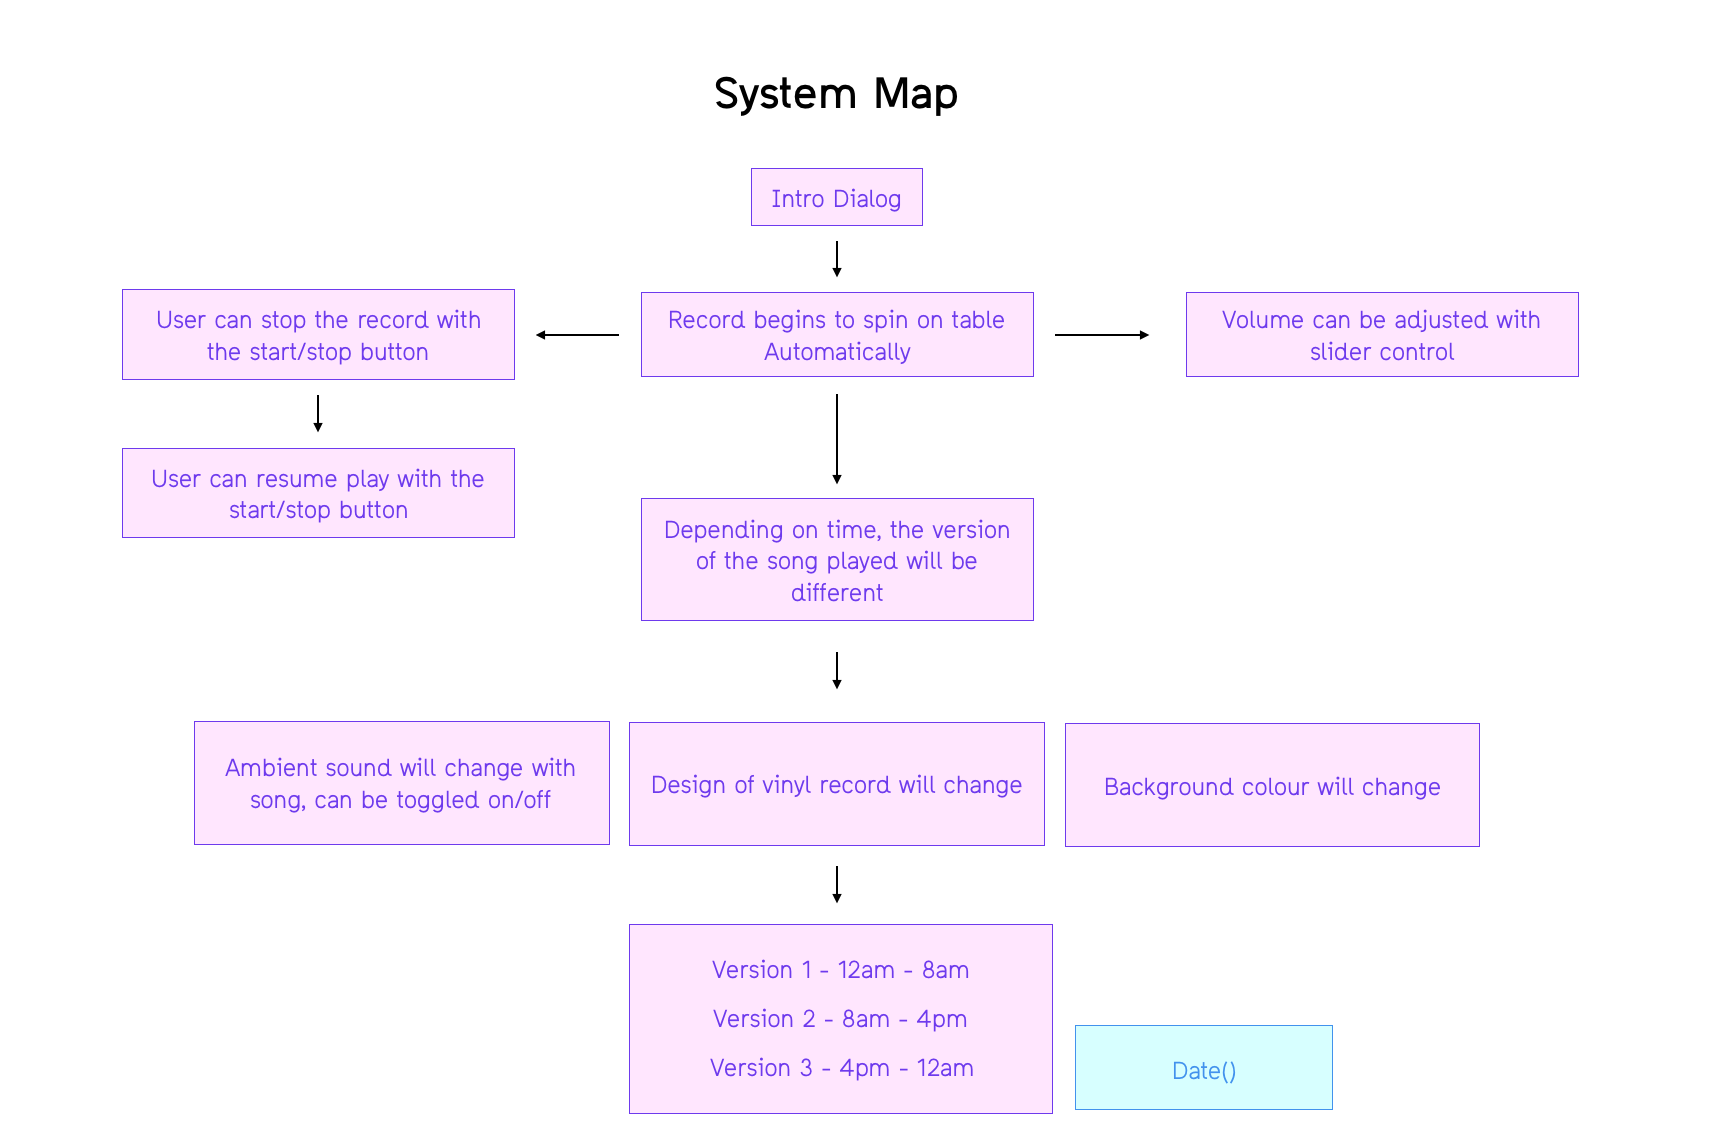 System Map
Intro Dialog
User can stop the record with
the start/stop button
Record begins to spin on table
Automatically
Volume can be adjusted with
slider control
User can resume play with the
start/stop button
Depending on time, the version
of the song played will be
different
Ambient sound will change with
song, can be toggled on/off
Design of vinyl record will change
Background colour will change
Version 1 - 12am - 8am
Version 2 - 8am - 4pm
Version 3 - 4pm - 12am
Date()